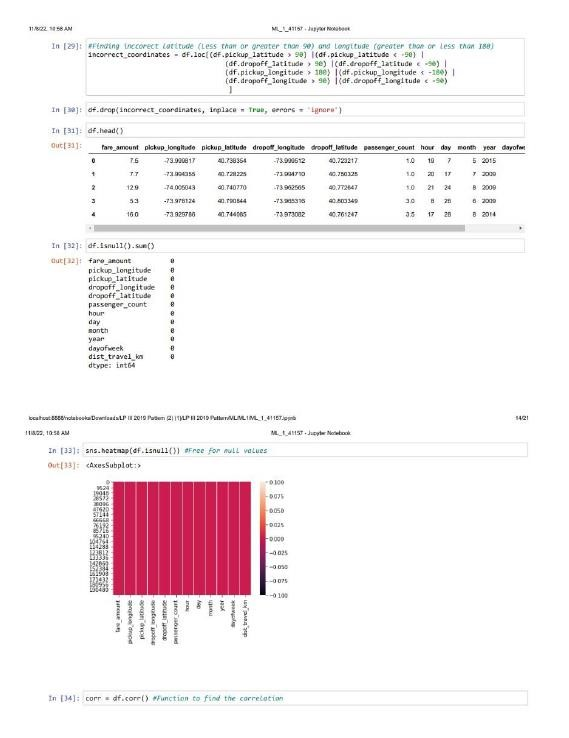 11/8/22, 10:58 AM ML_1_41157 - Jupyter Notebook
In [29]: #Finding inccorect latitude (Less than or greater than 90) and longitude (greater than or less than 180)
incorrect_coordinates = df.loc[(df.pickup_latitude > 90) |(df.pickup_latitude < -90) |
(df.dropoff_latitude > 90) |(df.dropoff_latitude < -90) |
(df.pickup_longitude > 180) |(df.pickup_longitude < -180) |
(df.dropoff_longitude > 90) |(df.dropoff_longitude < -90)
]
In [30]: df.drop(incorrect_coordinates, inplace = True, errors = 'ignore')
In [31]: df.head()
Out[31]: fare_amount pickup_longitude pickup_latitude dropoff_longitude dropoff_latitude passenger_count hour day month year dayofwe
0 7.5 -73.999817 40.738354 -73.999512 40.723217 1.0 19 7 5 2015
1 7.7 -73.994355 40.728225 -73.994710 40.750325 1.0 20 17 7 2009
2 12.9 -74.005043 40.740770 -73.962565 40.772647 1.0 21 24 8 2009
3 5.3 -73.976124 40.790844 -73.965316 40.803349 3.0 8 26 6 2009
4 16.0 -73.929786 40.744085 -73.973082 40.761247 3.5 17 28 8 2014
In [32]: df.isnull().sum()
Out[32]: fare_amount 0
pickup_longitude 0
pickup_latitude 0
dropoff_longitude 0
dropoff_latitude 0
passenger_count 0
hour 0
day 0
month 0
year 0
dayofweek 0
dist_travel_km 0
dtype: int64
localhost:8888/notebooks/Downloads/LP III 2019 Pattern (2) (1)/LP III 2019 Pattern/ML/ML1/ML_1_41157.ipynb 14/21
11/8/22, 10:58 AM ML_1_41157 - Jupyter Notebook
In [33]: sns.heatmap(df.isnull()) #Free for null values
Out[33]: <AxesSubplot:>
0
9524
19048
28572
38096
47620
57144
66668
76192
85716
95240
104764
114288
123812
133336
142860
152384
161908
171432
180956
190480
0.100
0.075
0.050
0.025
0.000
−0.025
−0.050
−0.075
−0.100
fare_amount
pickup_longitude
pickup_latitude
dropoff_longitude
dropoff_latitude
passenger_count
hour
day
month
year
dayofweek
dist_travel_km
In [34]: corr = df.corr() #Function to find the correlation